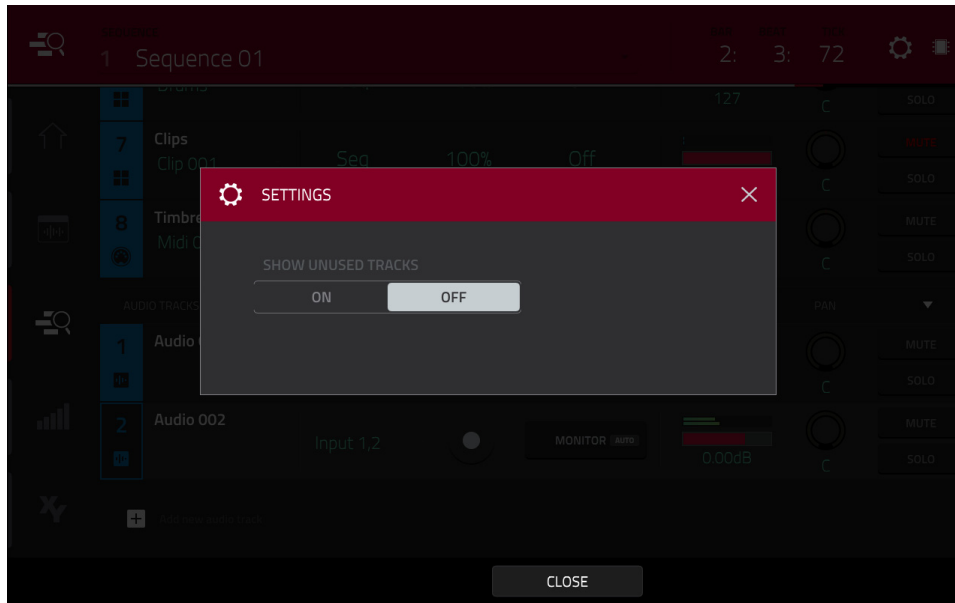 1 Sequence 01
2: 3: 72
Drums
127
C
SOLO
7 Clips
Clip 001
Seq 100% Off
MUTE
C
SOLO
SETTINGS
8 Timbre
Midi
MUTE
C
SOLO
SHOW UNUSED TRACKS
ON OFF
AUDIO TRACKS
PAN
1 Audio
MUTE
C
SOLO
2 Audio 002
Input 1,2
MONITOR AUTO
0.00dB
C
MUTE
SOLO
XY
Add new audio track
CLOSE